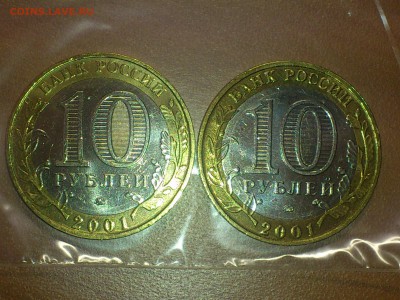 COINS.LAVE.RU
БАНК РОССИИ
10
РУБЛЕЙ
2001
БАНК РОССИИ
10
РУБЛЕЙ
2001